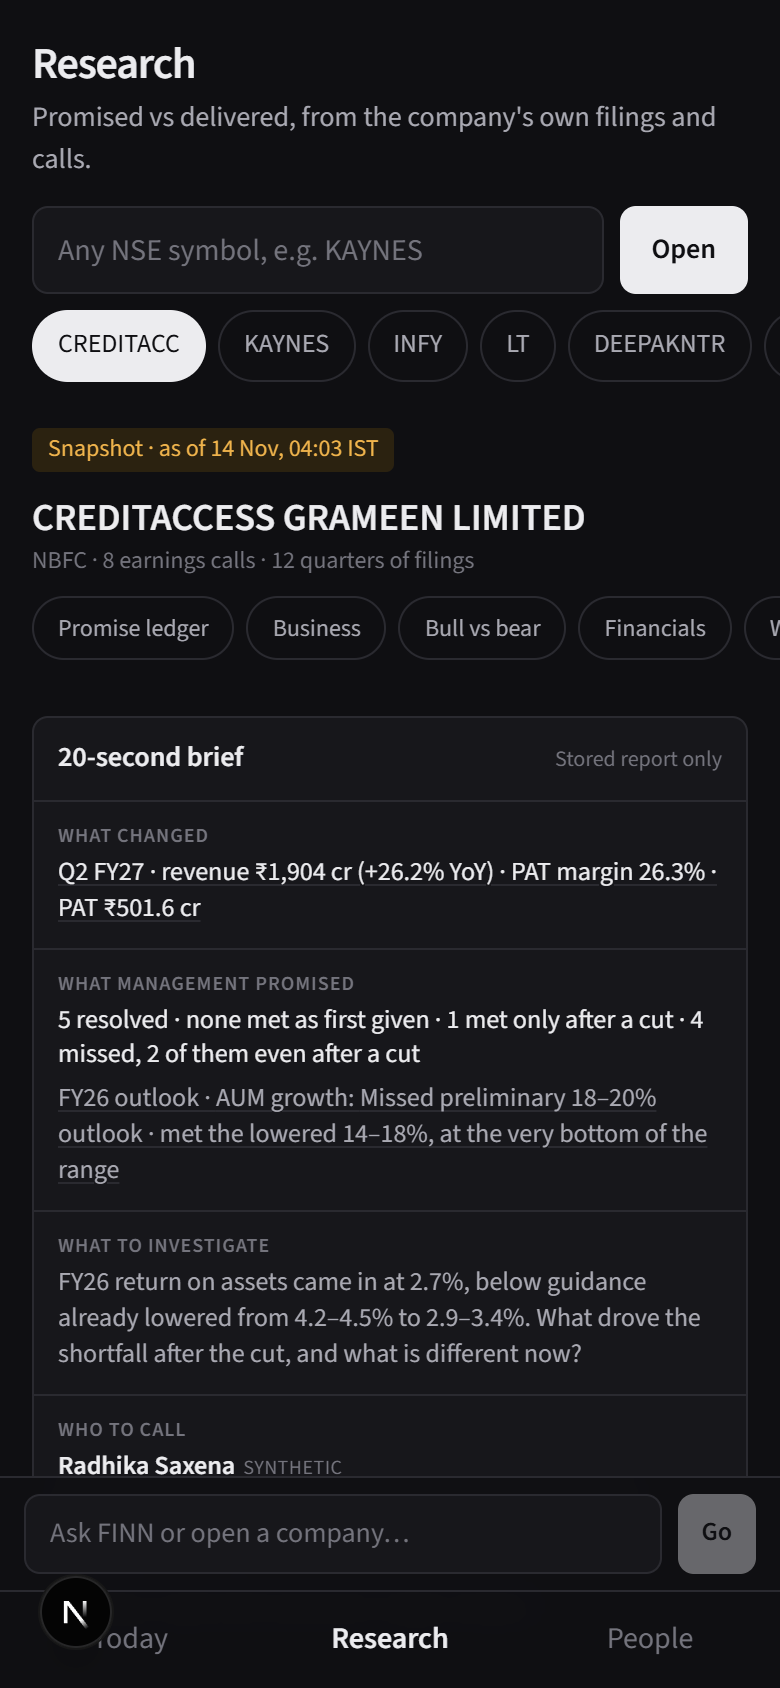 Research
Promised vs delivered, from the company's own filings and
calls.
Any NSE symbol, e.g. KAYNES
Open
CREDITACC
KAYNES
INFY
LT
DEEPAKNTR
Snapshot · as of 14 Nov, 04:03 IST
CREDITACCESS GRAMEEN LIMITED
NBFC · 8 earnings calls · 12 quarters of filings
Promise ledger
Business
Bull vs bear
Financials
20-second brief
Stored report only
WHAT CHANGED
Q2 FY27 · revenue ₹1,904 cr (+26.2% YoY) · PAT margin 26.3% ·
PAT ₹501.6 cr
WHAT MANAGEMENT PROMISED
5 resolved · none met as first given · 1 met only after a cut · 4
missed, 2 of them even after a cut
FY26 outlook · AUM growth: Missed preliminary 18–20%
outlook · met the lowered 14–18%, at the very bottom of the
range
WHAT TO INVESTIGATE
FY26 return on assets came in at 2.7%, below guidance
already lowered from 4.2–4.5% to 2.9–3.4%. What drove the
shortfall after the cut, and what is different now?
WHO TO CALL
Radhika Saxena SYNTHETIC
Ask FINN or open a company…
Go
N
oday
Research
People